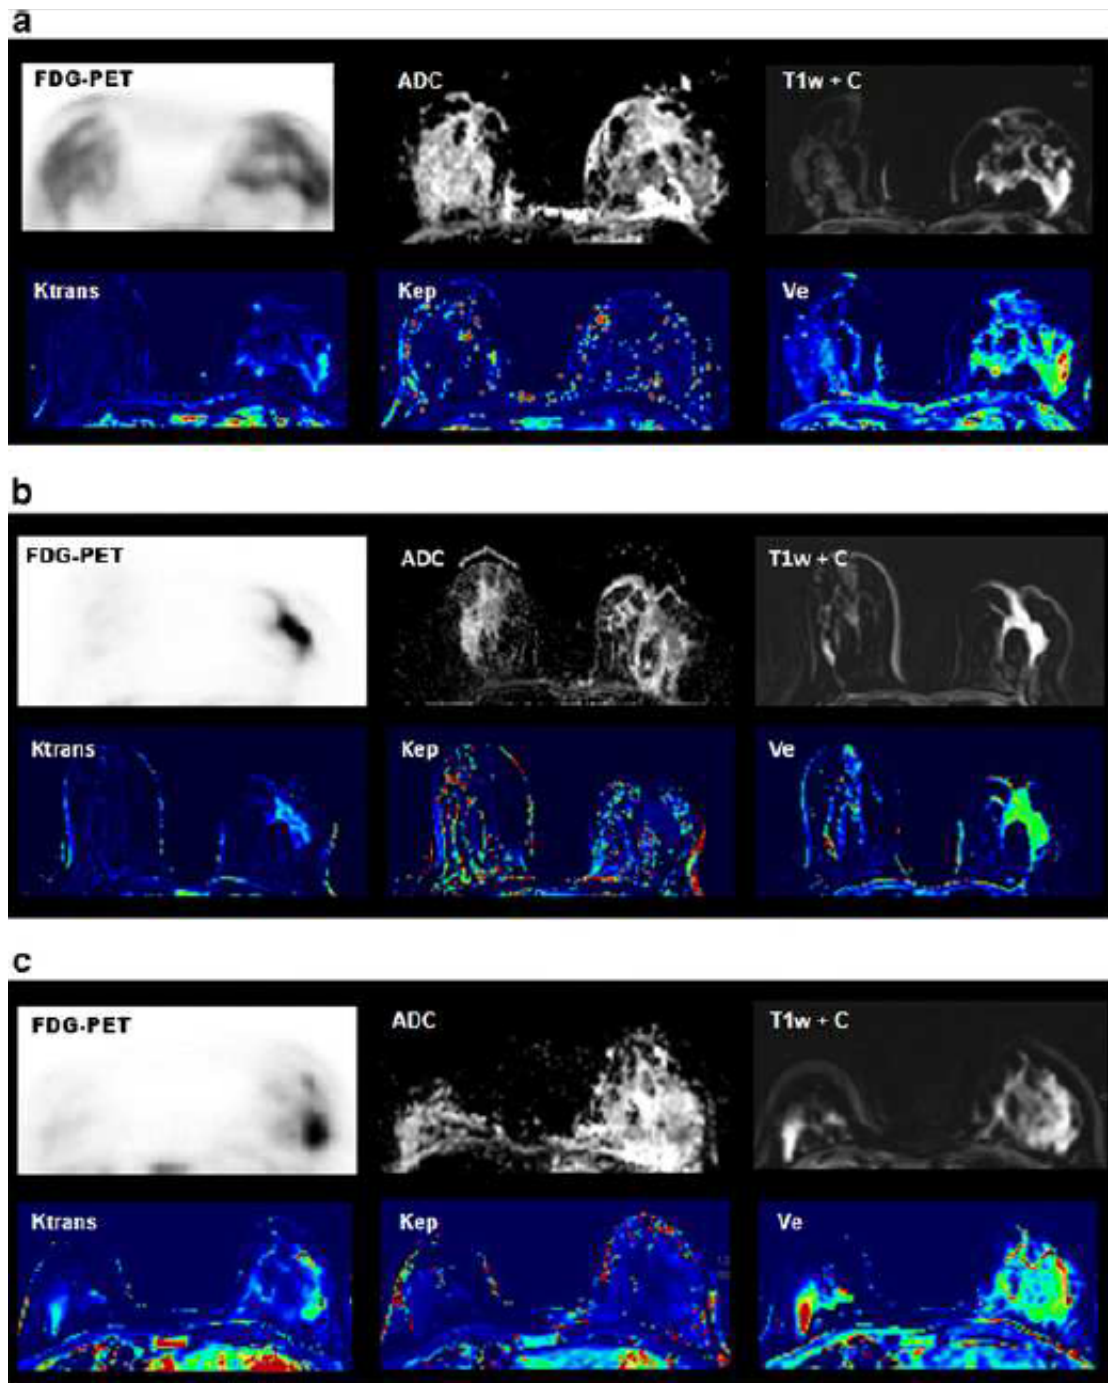 a
FDG-PET ADC T1w + C
Ktrans Kep Ve
b
FDG-PET ADC T1w + C
Ktrans Kep Ve
c
FDG-PET ADC T1w + C
Ktrans Kep Ve